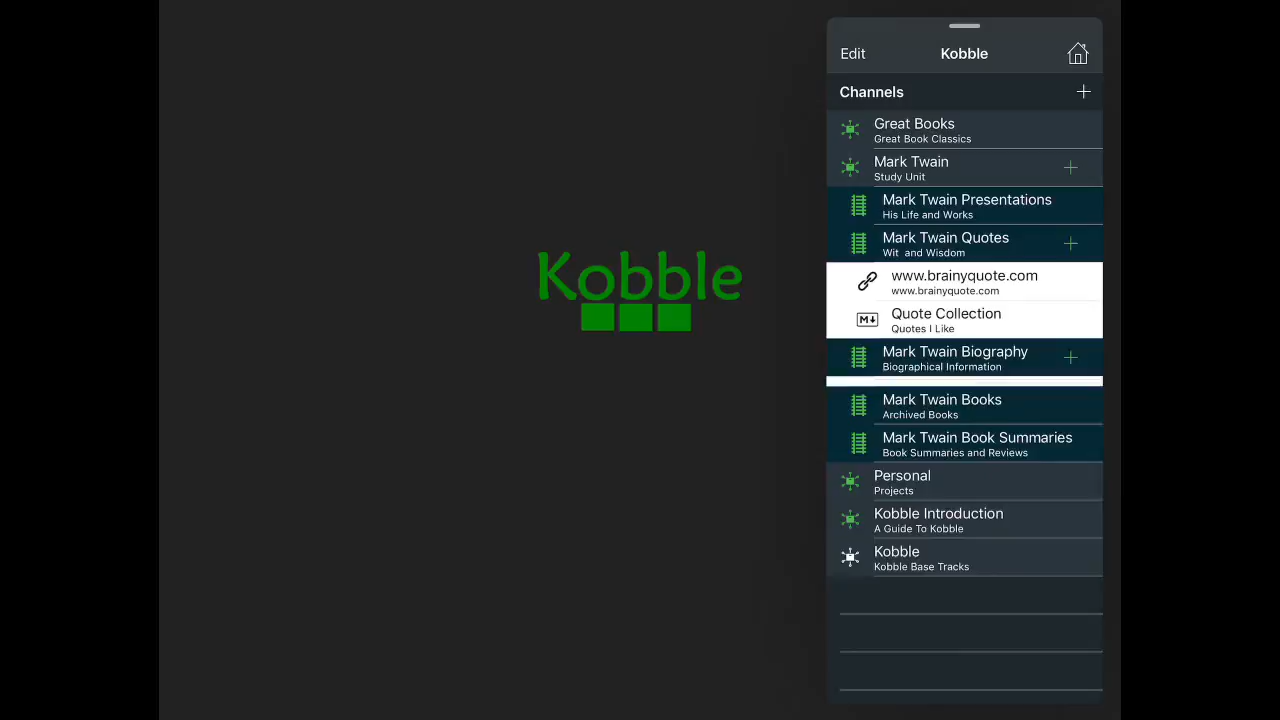 Kobble
Edit
Kobble
Channels
Great Books
Great Book Classics
Mark Twain
Study Unit
Mark Twain Presentations
His Life and Works
Mark Twain Quotes
Wit and Wisdom
www.brainyquote.com
www.brainyquote.com
M
Quote Collection
Quotes I Like
Mark Twain Biography
Biographical Information
Mark Twain Books
Archived Books
Mark Twain Book Summaries
Book Summaries and Reviews
Personal
Projects
Kobble Introduction
A Guide To Kobble
Kobble
Kobble Base Tracks